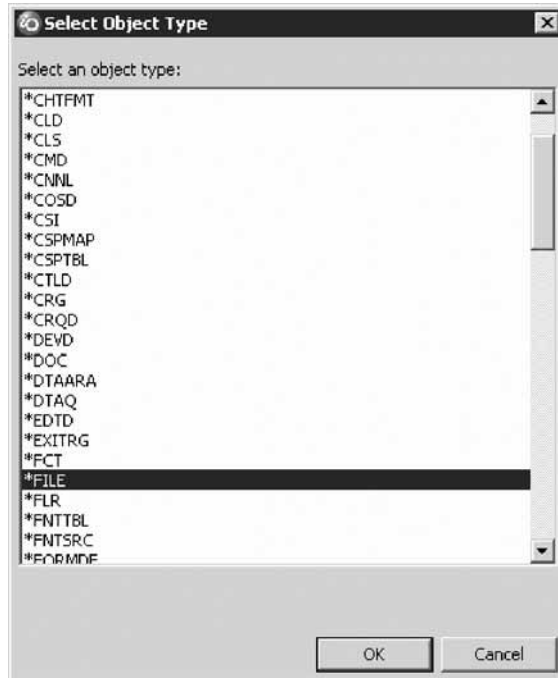 Select Object Type
Select an object type:
*CHTFMT
*CLD
*CLS
*CMD
*CNNL
*COSD
*CSI
*CSPMAP
*CSPTBL
*CTLD
*CRG
*CRQD
*DEVD
*DOC
*DTAARA
*DTAQ
*EDTD
*EXITRG
*FCT
*FILE
*FLR
*FNTTBL
*FNTSRC
*FORMDF
OK Cancel